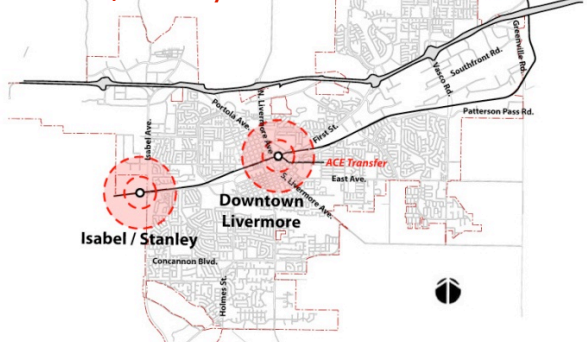 Greenville Rd.
Southfront Rd.
Vasco Rd.
Patterson Pass Rd.
N. Livermore Ave.
Portola Ave.
First St.
Isabel Ave.
ACE Transfer
East Ave.
S. Livermore Ave.
Downtown
Livermore
Isabel / Stanley
Concannon Blvd.
Holmes St.